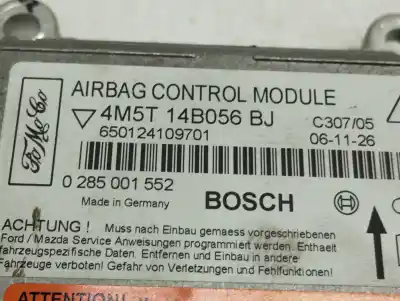 FoMoCo
AIRBAG CONTROL MODULE
4M5T 14B056 BJ
C307/05
650124109701
06-11-26
0 285 001 552
BOSCH
Made in Germany
ACHTUNG ! Muss nach Einbau gemaess vorgeschriebenen
Ford / Mazda Service Anweisungen programmiert werden. Enthaelt
fahrzeugspezifische Daten. Entfernen und Einbau in andere
Fahrzeuge verboten! Gefahr von Verletzungen und Fehlfunktionen!
ATTENTION!